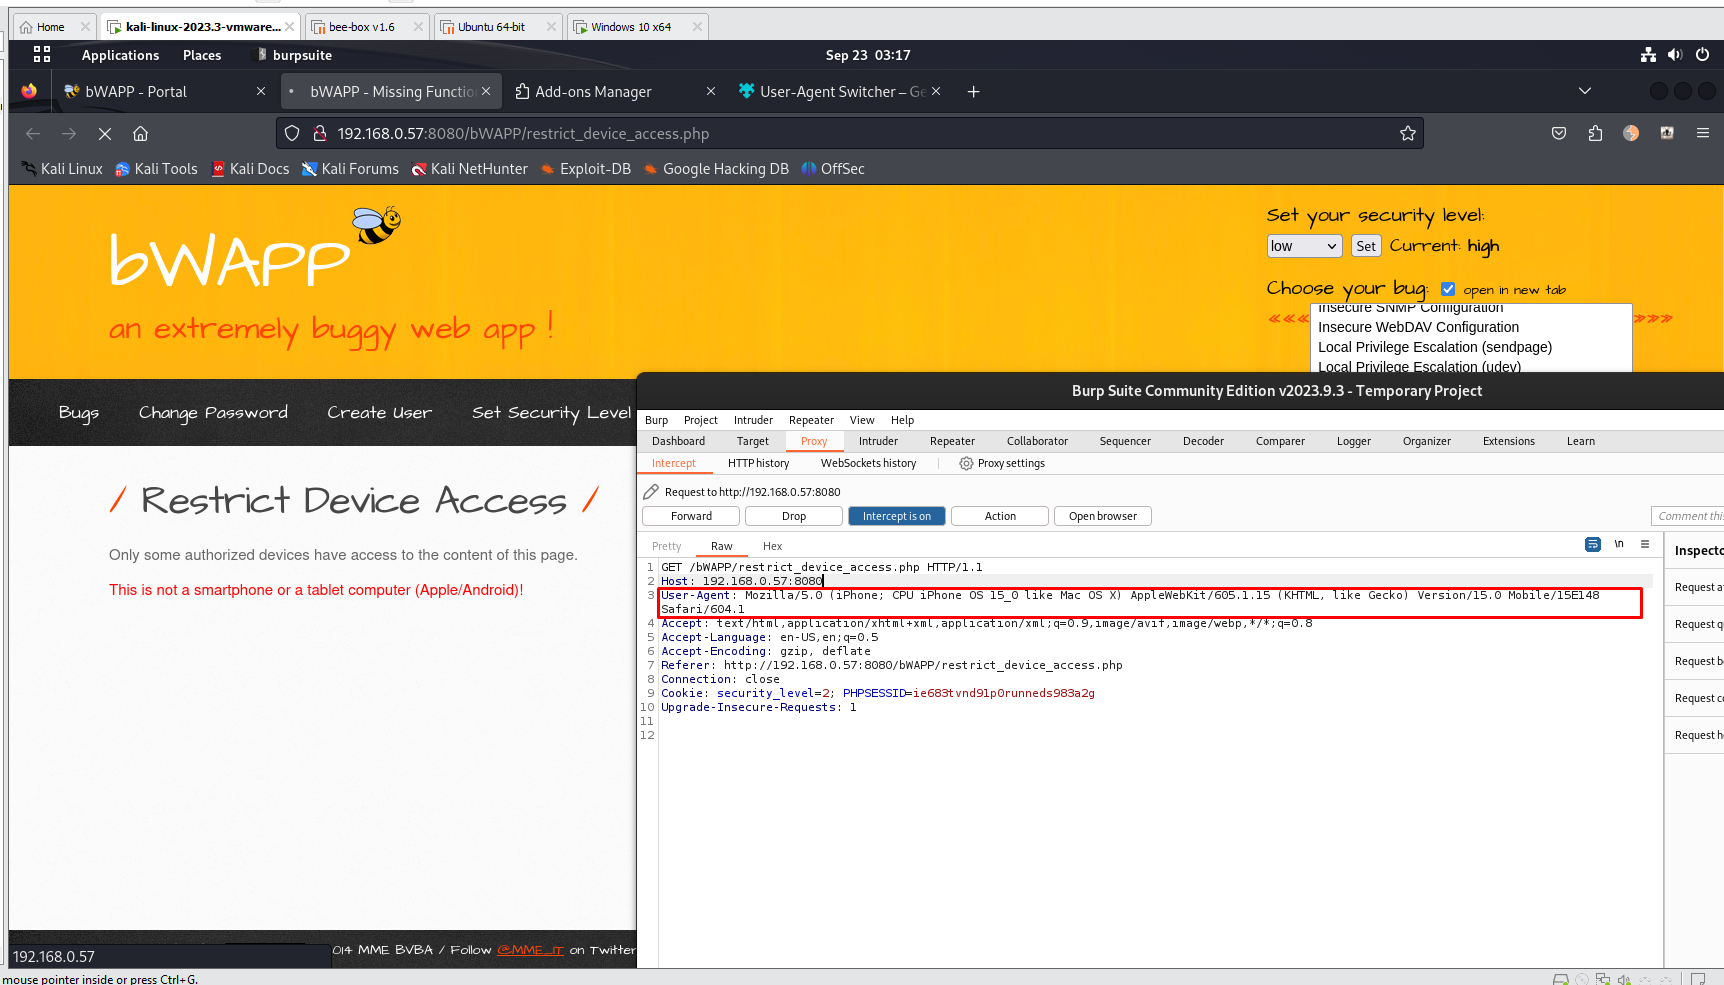 Home
kali-linux-2023.3-vmware...
bee-box v1.6
Ubuntu 64-bit
Windows 10 x64
Applications Places burpsuite
Sep 23 03:17
bWAPP - Portal
bWAPP - Missing Functio
Add-ons Manager
User-Agent Switcher – Ge
192.168.0.57:8080/bWAPP/restrict_device_access.php
Kali Linux Kali Tools Kali Docs Kali Forums Kali NetHunter Exploit-DB Google Hacking DB OffSec
bWAPP
an extremely buggy web app !
Set your security level:
low Set Current: high
Choose your bug: open in new tab
Insecure SNMP Configuration
Insecure WebDAV Configuration
Local Privilege Escalation (sendpage)
Local Privilege Escalation (udev)
Bugs Change Password Create User Set Security Level
/ Restrict Device Access /
Only some authorized devices have access to the content of this page.
This is not a smartphone or a tablet computer (Apple/Android)!
Burp Suite Community Edition v2023.9.3 - Temporary Project
Burp Project Intruder Repeater View Help
Dashboard Target Proxy Intruder Repeater Collaborator Sequencer Decoder Comparer Logger Organizer Extensions Learn
Intercept HTTP history WebSockets history Proxy settings
Request to http://192.168.0.57:8080
Forward Drop Intercept is on Action Open browser
Comment this
Pretty Raw Hex
\n
1 GET /bWAPP/restrict_device_access.php HTTP/1.1
2 Host: 192.168.0.57:8080
3 User-Agent: Mozilla/5.0 (iPhone; CPU iPhone OS 15_0 like Mac OS X) AppleWebKit/605.1.15 (KHTML, like Gecko) Version/15.0 Mobile/15E148
Safari/604.1
4 Accept: text/html,application/xhtml+xml,application/xml;q=0.9,image/avif,image/webp,*/*;q=0.8
5 Accept-Language: en-US,en;q=0.5
6 Accept-Encoding: gzip, deflate
7 Referer: http://192.168.0.57:8080/bWAPP/restrict_device_access.php
8 Connection: close
9 Cookie: security_level=2; PHPSESSID=ie683tvnd91p0runneds983a2g
10 Upgrade-Insecure-Requests: 1
11
12
Inspecto
Request a
Request q
Request b
Request c
Request h
014 MME BVBA / Follow @MME_IT on Twitter
192.168.0.57
mouse pointer inside or press Ctrl+G.